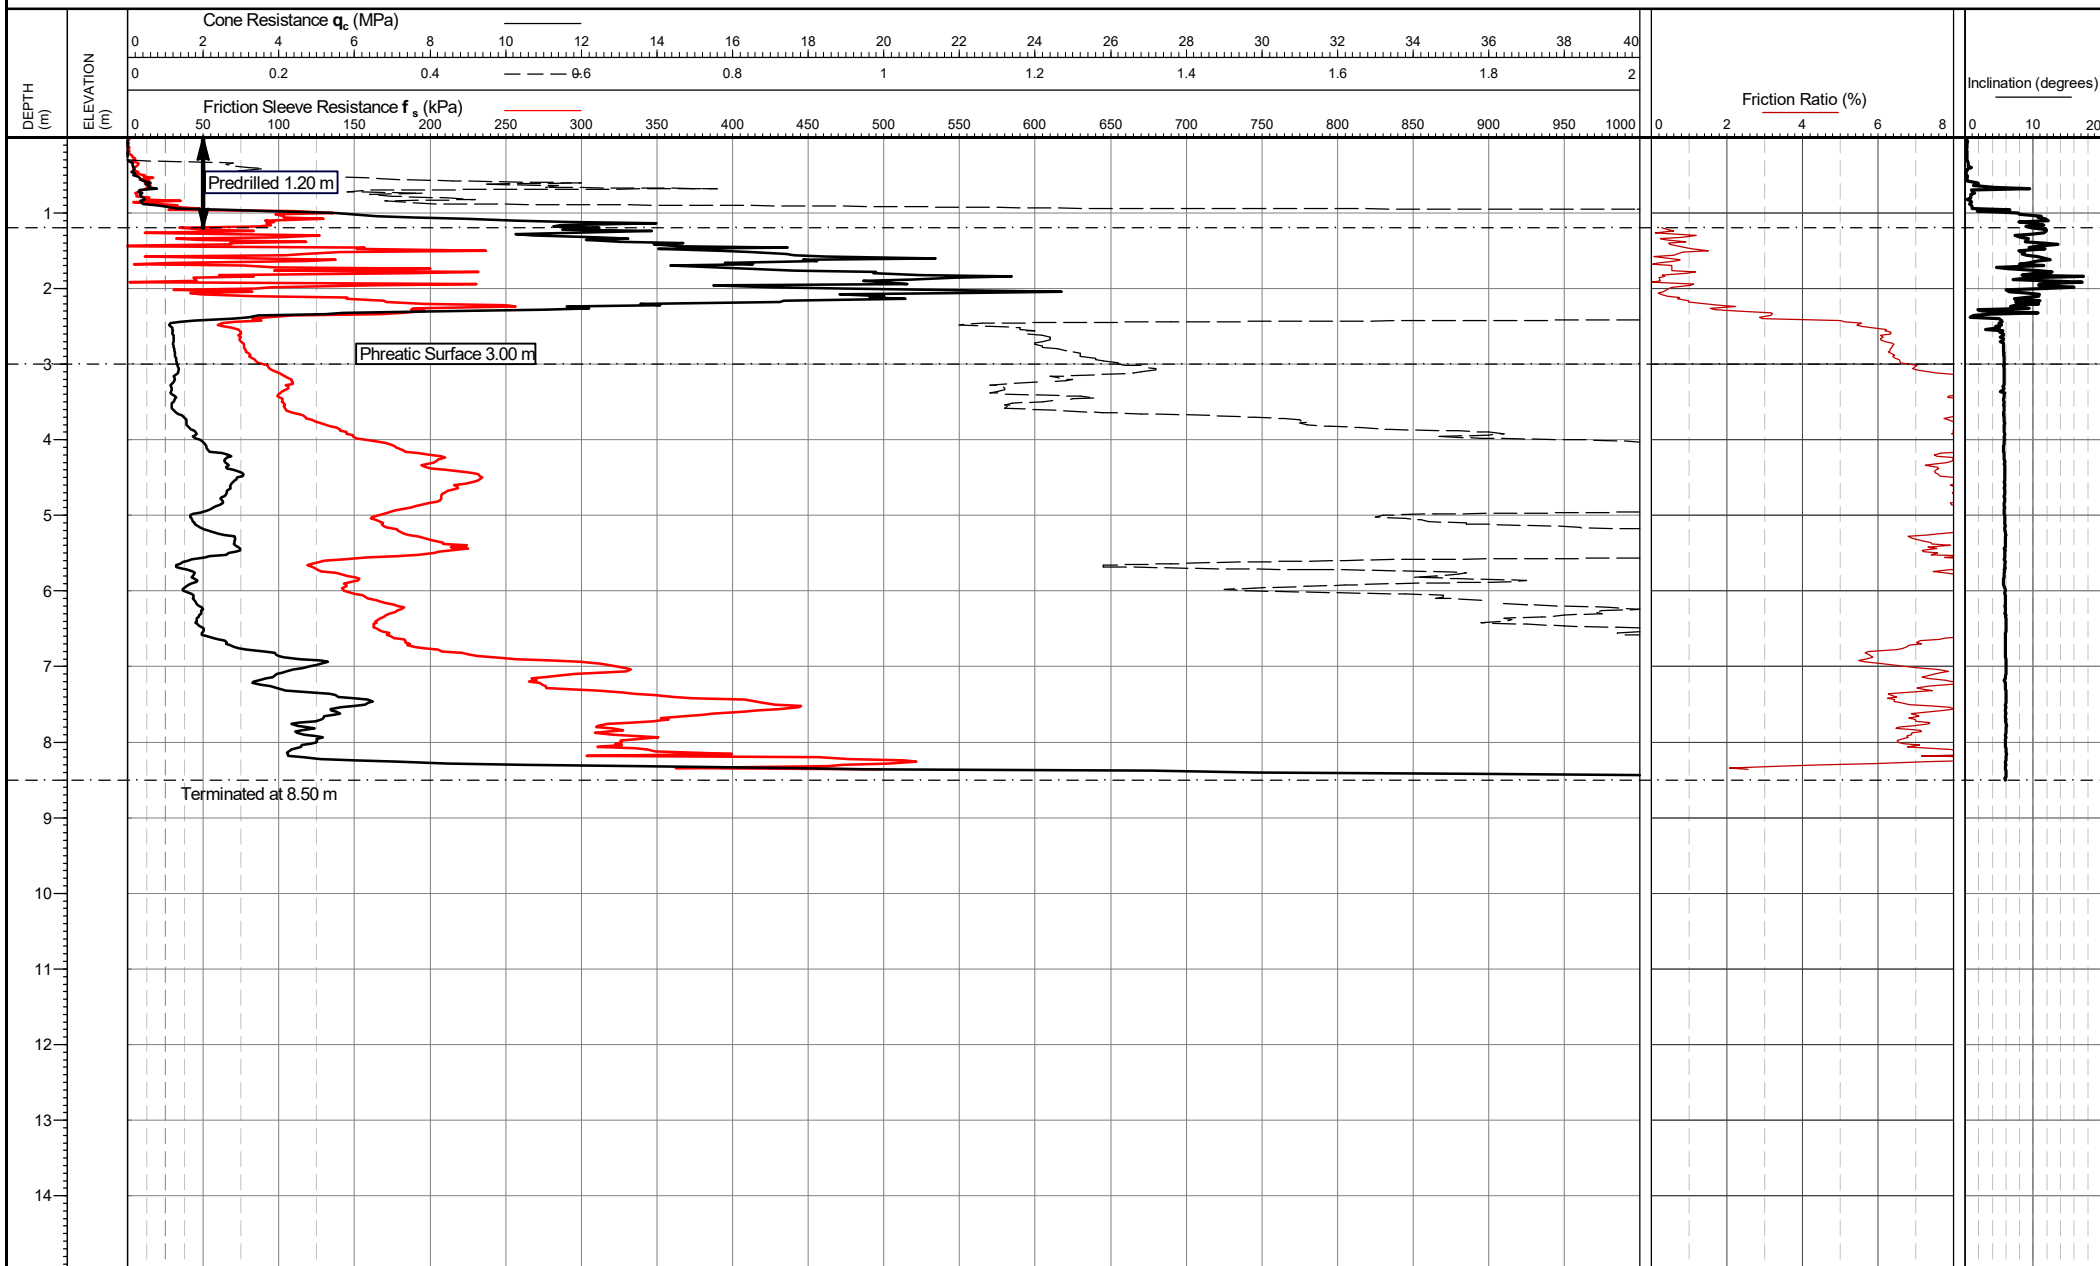 Cone Resistance qc (MPa)
0 2 4 6 8 10 12 14 16 18 20 22 24 26 28 30 32 34 36 38 40
0 0.2 0.4 0.6 0.8 1 1.2 1.4 1.6 1.8 2
Friction Sleeve Resistance fs (kPa)
0 50 100 150 200 250 300 350 400 450 500 550 600 650 700 750 800 850 900 950 1000
DEPTH
(m)
ELEVATION
(m)
Friction Ratio (%)
0 2 4 6 8
Inclination (degrees)
0 10 20
Predrilled 1.20 m
1
2
Phreatic Surface 3.00 m
3
4
5
6
7
8
Terminated at 8.50 m
9
10
11
12
13
14